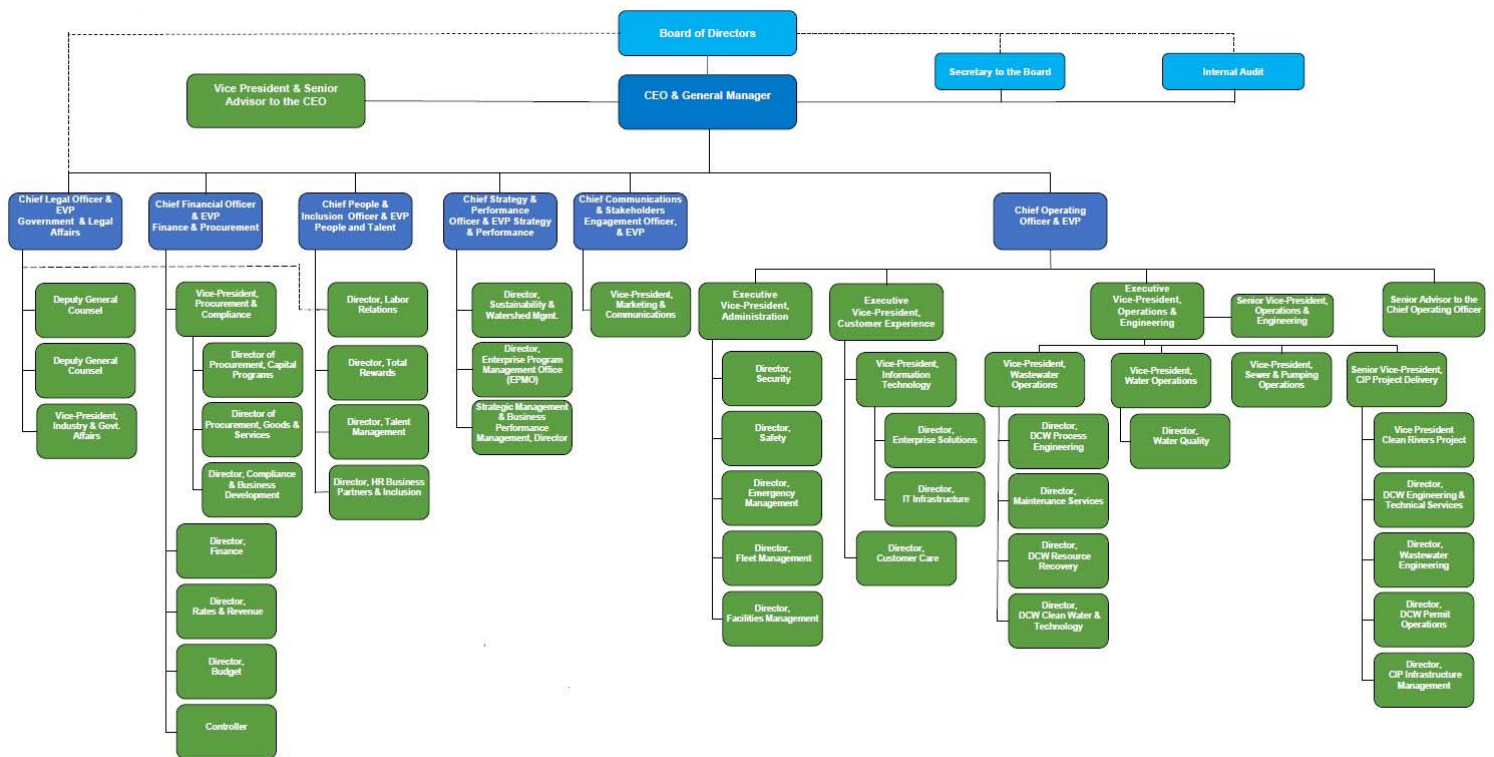 Board of Directors
Secretary to the Board
Internal Audit
Vice President & Senior
Advisor to the CEO
CEO & General Manager
Chief Legal Officer &
EVP
Government & Legal
Affairs
Chief Financial Officer
& EVP
Finance & Procurement
Chief People &
Inclusion Officer & EVP
People and Talent
Chief Strategy &
Performance
Officer & EVP Strategy
& Performance
Chief Communications
& Stakeholders
Engagement Officer,
& EVP
Chief Operating
Officer & EVP
Deputy General
Counsel
Deputy General
Counsel
Vice-President,
Industry & Govt.
Affairs
Vice-President,
Procurement &
Compliance
Director of
Procurement, Capital
Programs
Director of
Procurement, Goods &
Services
Director, Compliance
& Business
Development
Director,
Finance
Director,
Rates & Revenue
Director,
Budget
Controller
Director, Labor
Relations
Director, Total
Rewards
Director, Talent
Management
Director, HR Business
Partners & Inclusion
Director,
Sustainability &
Watershed Mgmt.
Director,
Enterprise Program
Management Office
(EPMO)
Strategic Management
& Business
Performance
Management, Director
Vice-President,
Marketing &
Communications
Executive
Vice-President,
Administration
Director,
Security
Director,
Safety
Director,
Emergency
Management
Director,
Fleet Management
Director,
Facilities Management
Executive
Vice-President,
Customer Experience
Vice-President,
Information
Technology
Director,
Enterprise Solutions
Director,
IT Infrastructure
Director,
Customer Care
Executive
Vice-President,
Operations &
Engineering
Senior Vice-President,
Operations &
Engineering
Senior Advisor to the
Chief Operating Officer
Vice-President,
Wastewater
Operations
Director,
DCW Process
Engineering
Director,
Maintenance Services
Director,
DCW Resource
Recovery
Director,
DCW Clean Water &
Technology
Vice-President,
Water Operations
Director,
Water Quality
Vice-President,
Sewer & Pumping
Operations
Senior Vice-President,
CIP Project Delivery
Vice President
Clean Rivers Project
Director,
DCW Engineering &
Technical Services
Director,
Wastewater
Engineering
Director,
DCW Permit
Operations
Director,
CIP Infrastructure
Management